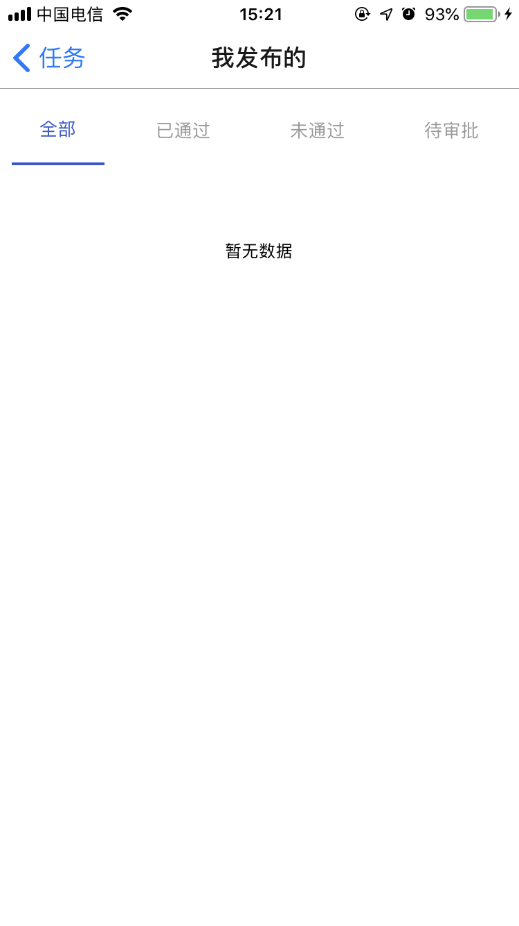 中国电信 15:21 93%
任务 我发布的
全部 已通过 未通过 待审批
暂无数据